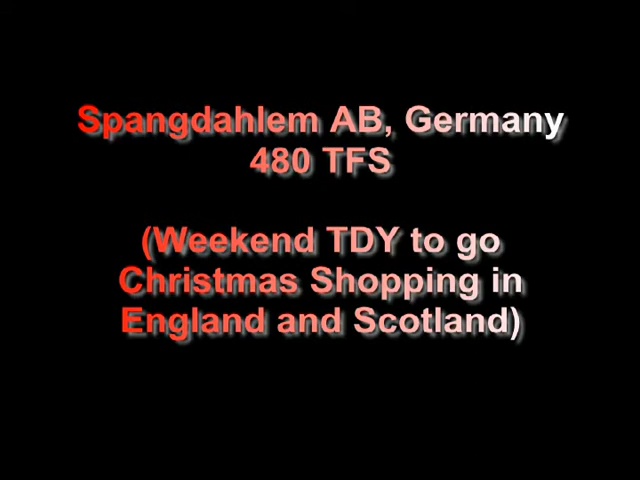 Spangdahlem AB, Germany
480 TFS
(Weekend TDY to go
Christmas Shopping in
England and Scotland)